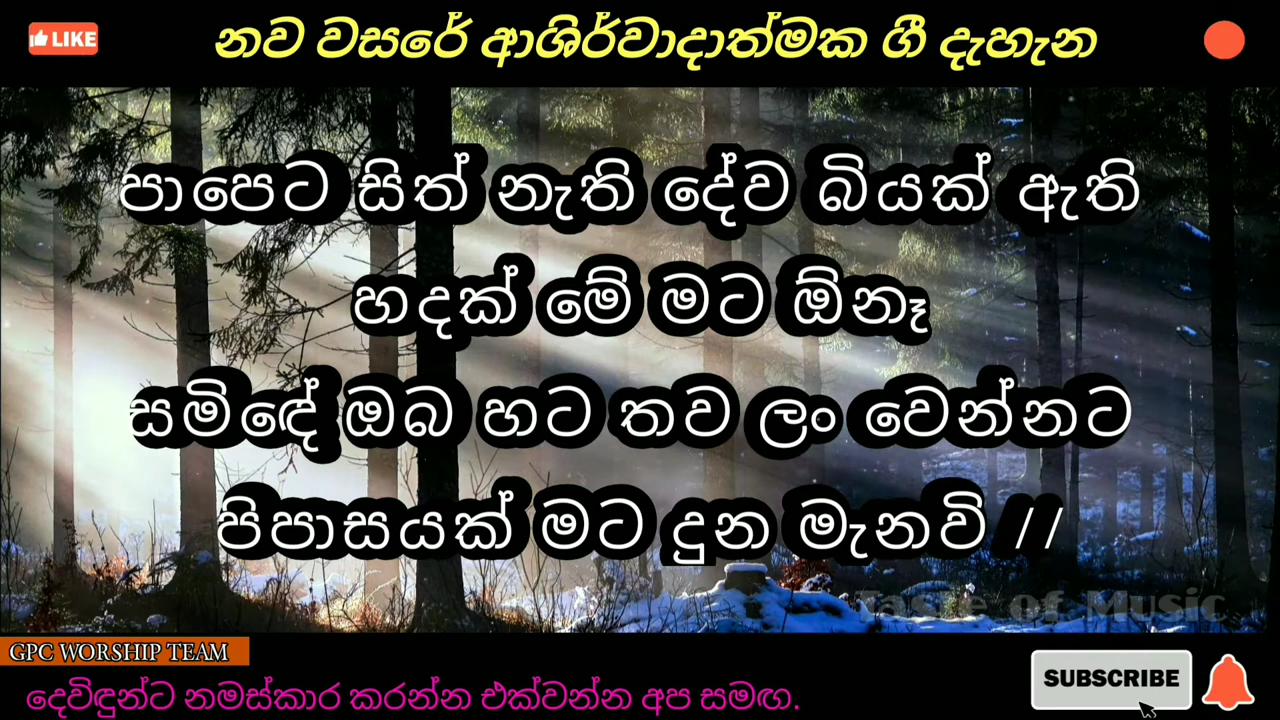 LIKE
නව වසරේ ආශිර්වාදාත්මක ගී දැහැන
පාපෙට සිත් නැති දේව බියක් ඇති
හදක් මේ මට ඕනෑ
සමිඳේ ඔබ හට තව ලං වෙන්නට
පිපාසයක් මට දුන මැනවි //
Taste of Music
GPC WORSHIP TEAM
SUBSCRIBE
දෙවිඳුන්ට නමස්කාර කරන්න එක්වන්න අප සමඟ.